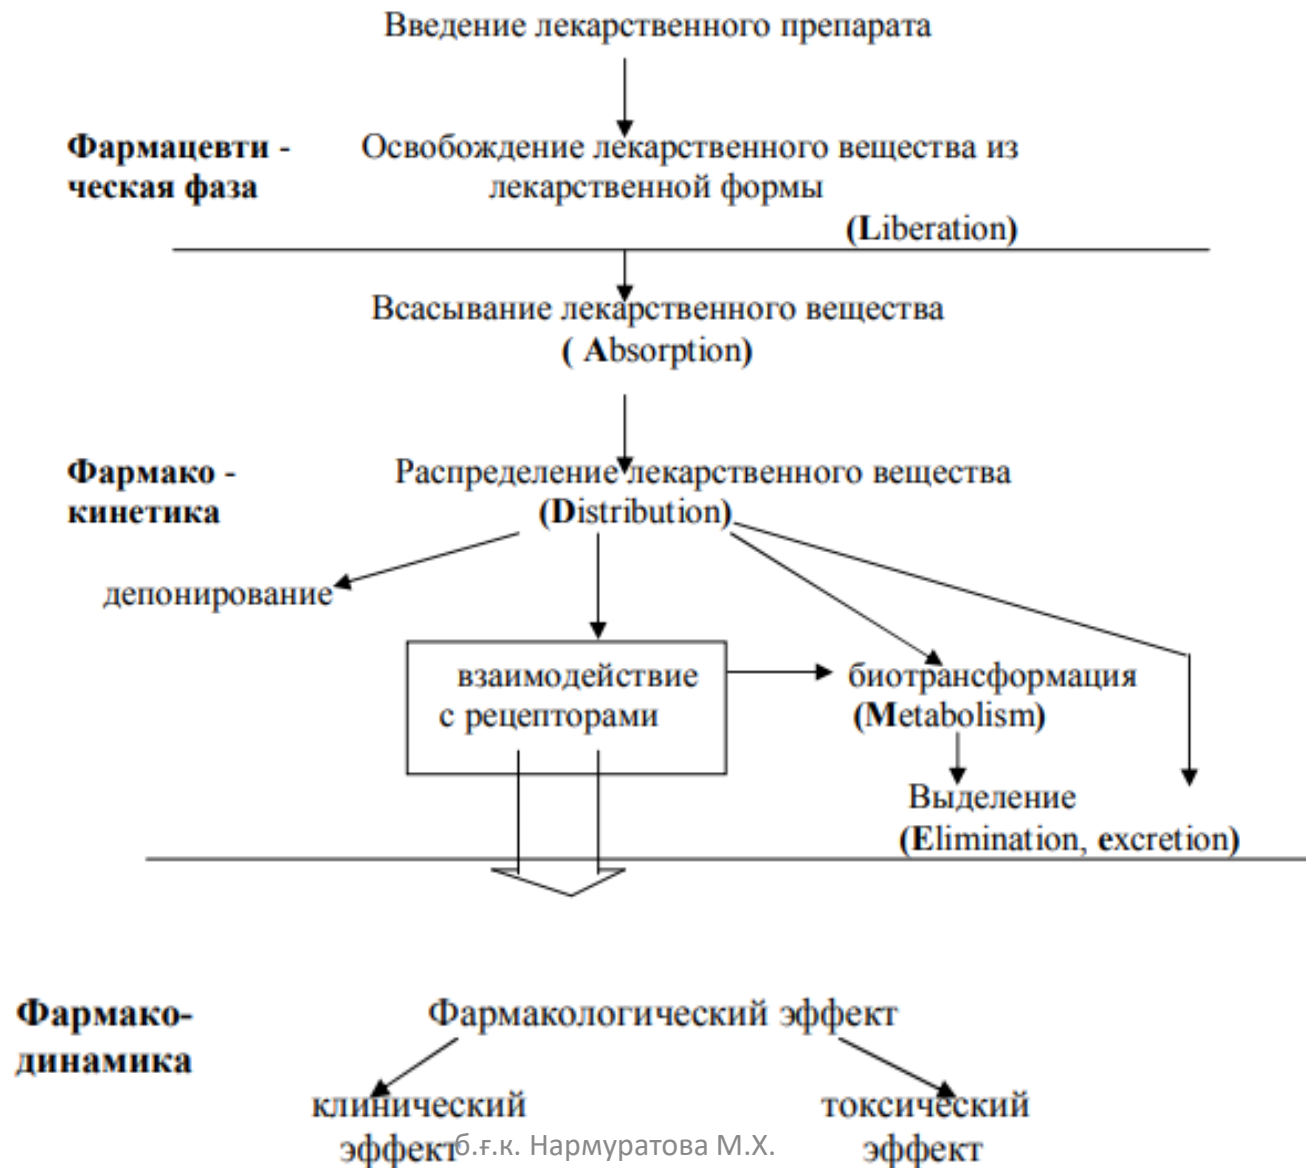 Введение лекарственного препарата
Фармацевти -
ческая фаза
Освобождение лекарственного вещества из
лекарственной формы
(Liberation)
Всасывание лекарственного вещества
( Absorption)
Фармако -
кинетика
Распределение лекарственного вещества
(Distribution)
депонирование
взаимодействие
с рецепторами
биотрансформация
(Metabolism)
Выделение
(Elimination, excretion)
Фармако-
динамика
Фармакологический эффект
клинический
эффект
токсический
эффект
б.ғ.к. Нармуратова М.Х.